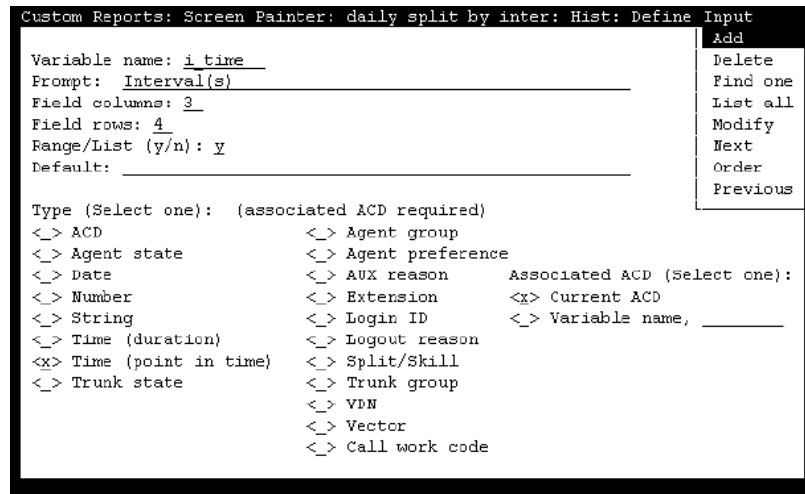 Custom Reports: Screen Painter: daily split by inter: Hist: Define Input
Add
Variable name: i_time Delete
Prompt: Interval(s) Find one
Field columns: 3 List all
Field rows: 4 Modify
Range/List (y/n): y Next
Default: Order
Previous
Type (Select one): (associated ACD required)
<_> ACD <_> Agent group
<_> Agent state <_> Agent preference
<_> Date <_> AUX reason Associated ACD (Select one):
<_> Number <_> Extension <x> Current ACD
<_> String <_> Login ID <_> Variable name, ________
<_> Time (duration) <_> Logout reason
<x> Time (point in time) <_> Split/Skill
<_> Trunk state <_> Trunk group
<_> VDN
<_> Vector
<_> Call work code